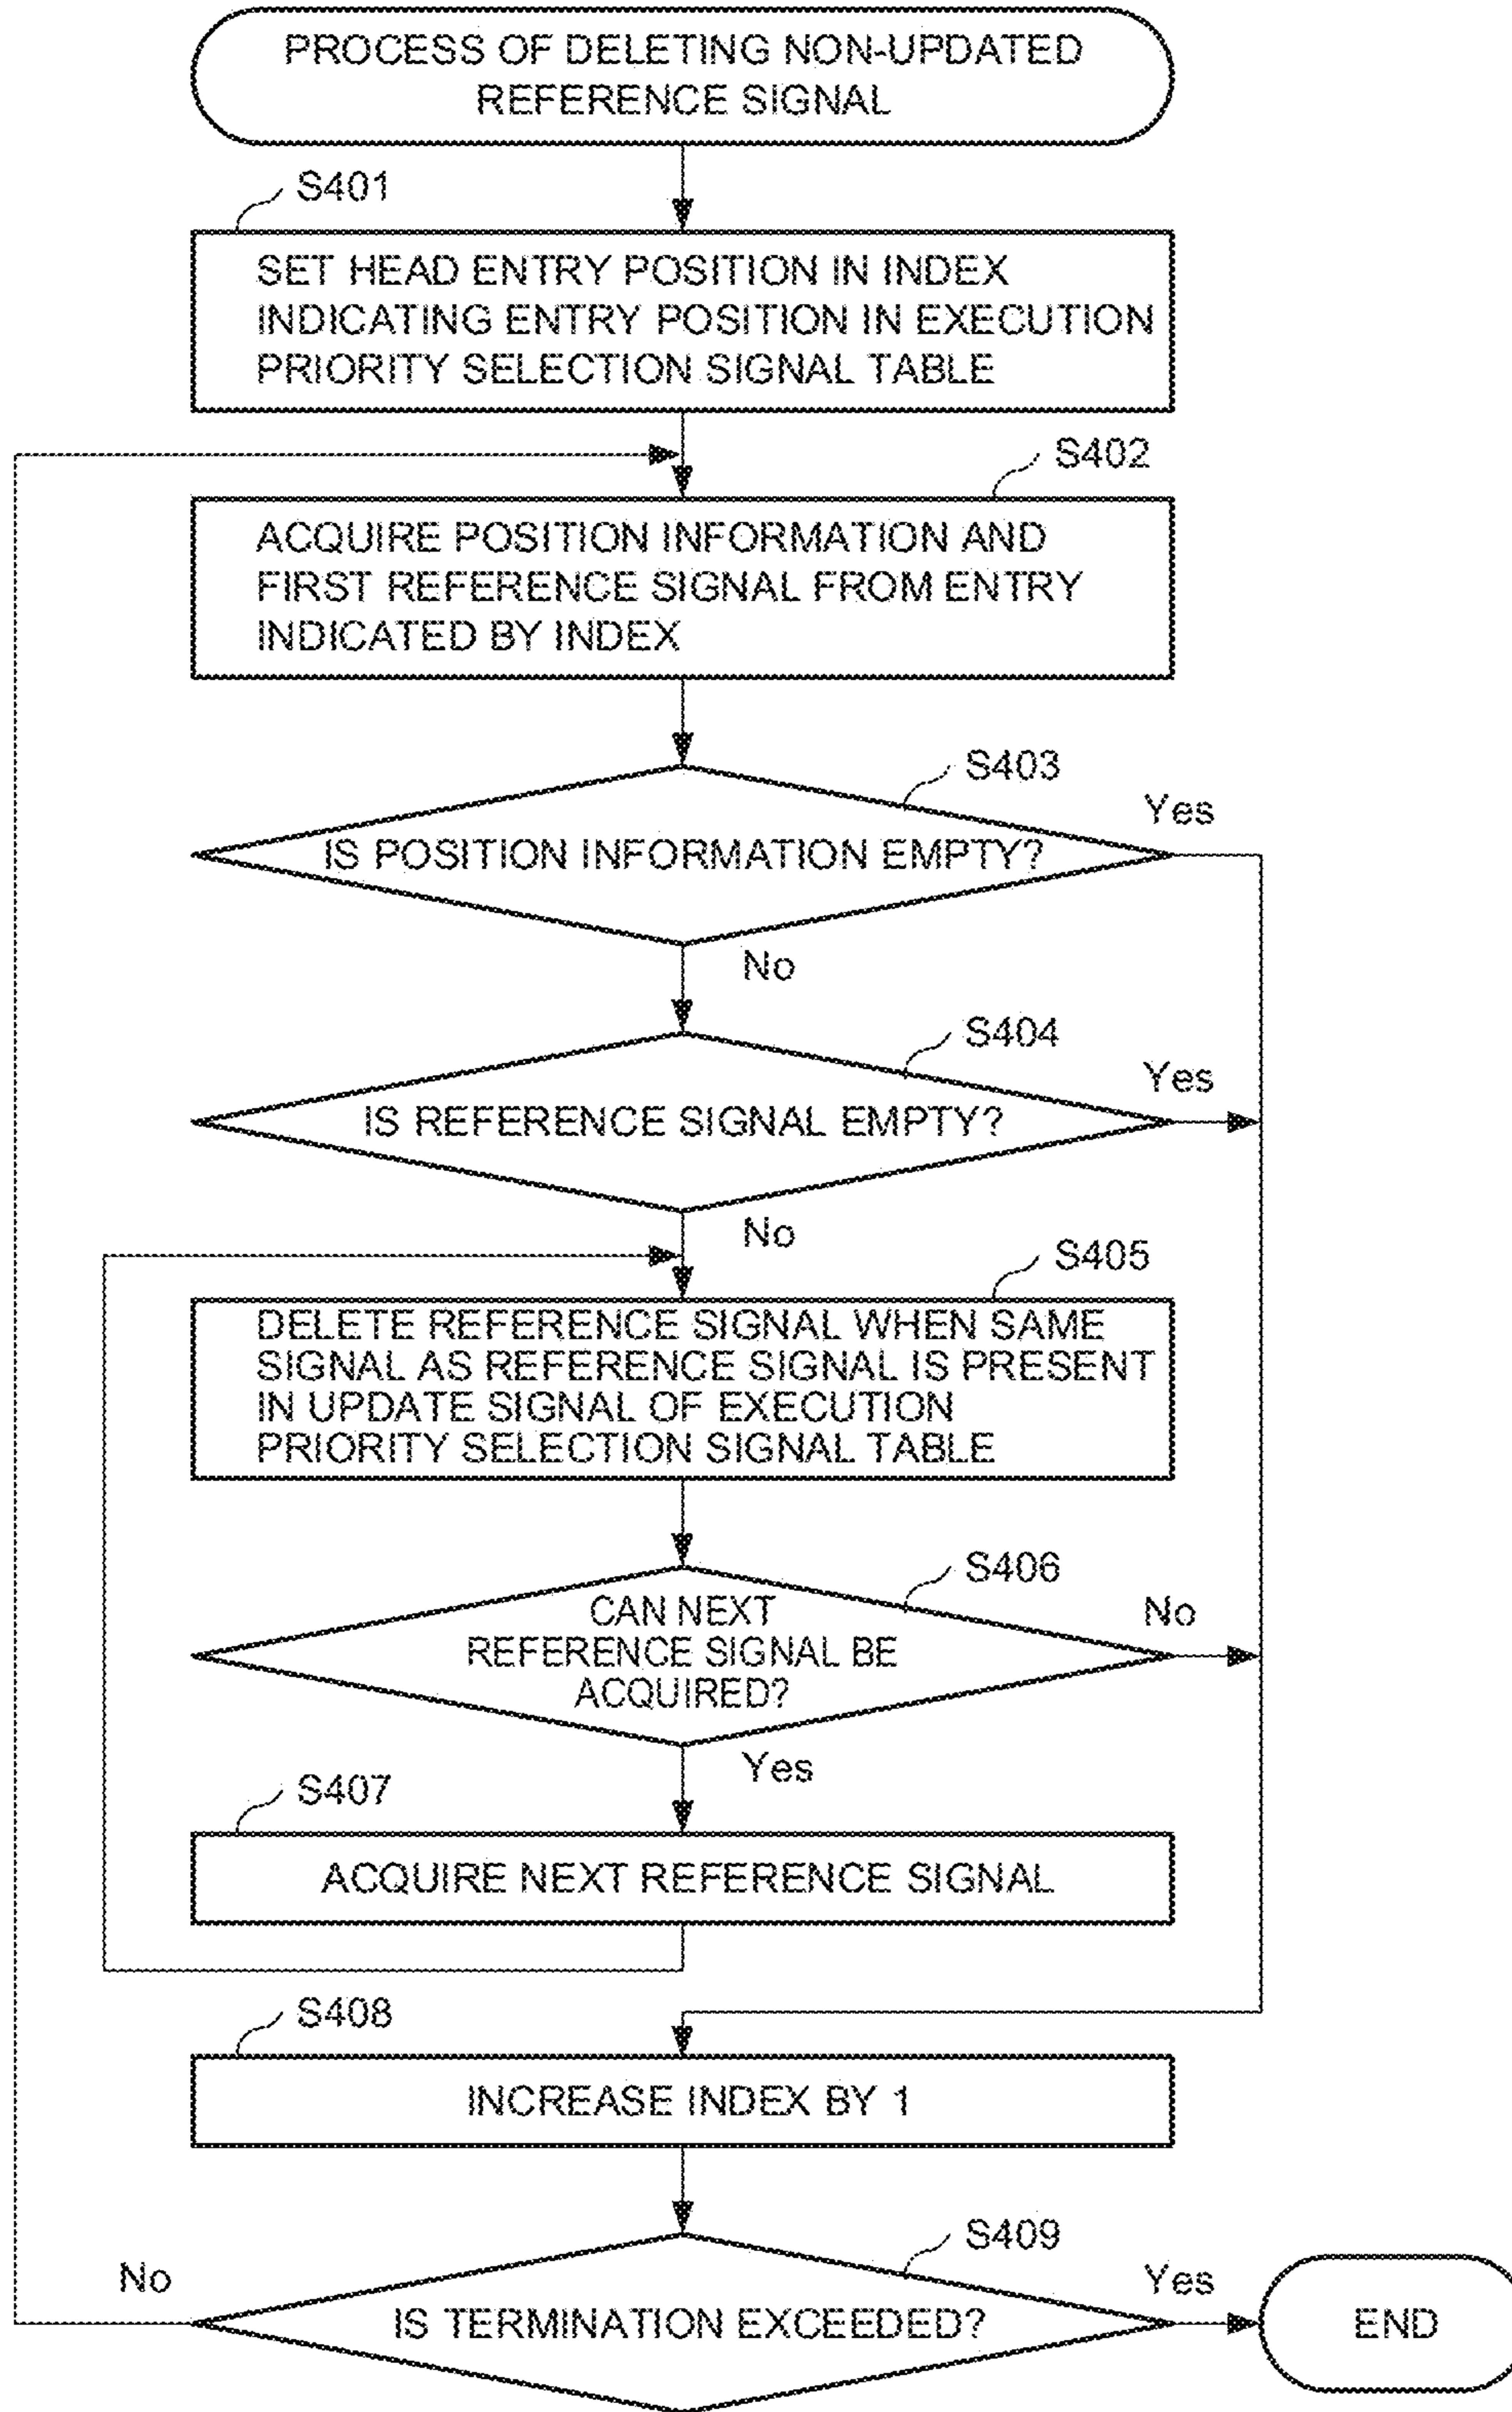 PROCESS OF DELETING NON-UPDATED
REFERENCE SIGNAL
S401
SET HEAD ENTRY POSITION IN INDEX
INDICATING ENTRY POSITION IN EXECUTION
PRIORITY SELECTION SIGNAL TABLE
S402
ACQUIRE POSITION INFORMATION AND
FIRST REFERENCE SIGNAL FROM ENTRY
INDICATED BY INDEX
S403
Yes
IS POSITION INFORMATION EMPTY?
No
S404
Yes
IS REFERENCE SIGNAL EMPTY?
No
S405
DELETE REFERENCE SIGNAL WHEN SAME
SIGNAL AS REFERENCE SIGNAL IS PRESENT
IN UPDATE SIGNAL OF EXECUTION
PRIORITY SELECTION SIGNAL TABLE
S406
No
CAN NEXT
REFERENCE SIGNAL BE
ACQUIRED?
Yes
S407
ACQUIRE NEXT REFERENCE SIGNAL
S408
INCREASE INDEX BY 1
S409
No
Yes
IS TERMINATION EXCEEDED?
END